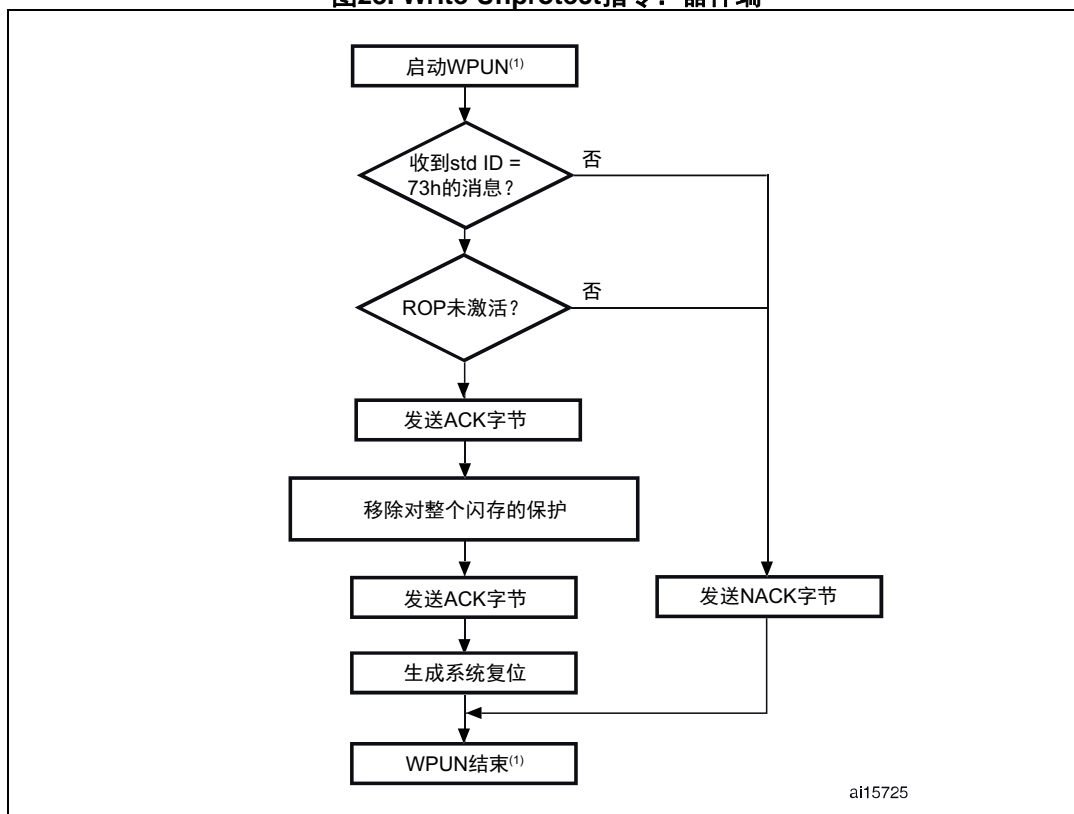 启动WPUN(1)
收到std ID =
73h的消息？
否
ROP未激活？
否
发送ACK字节
移除对整个闪存的保护
发送ACK字节
发送NACK字节
生成系统复位
WPUN结束(1)
ai15725